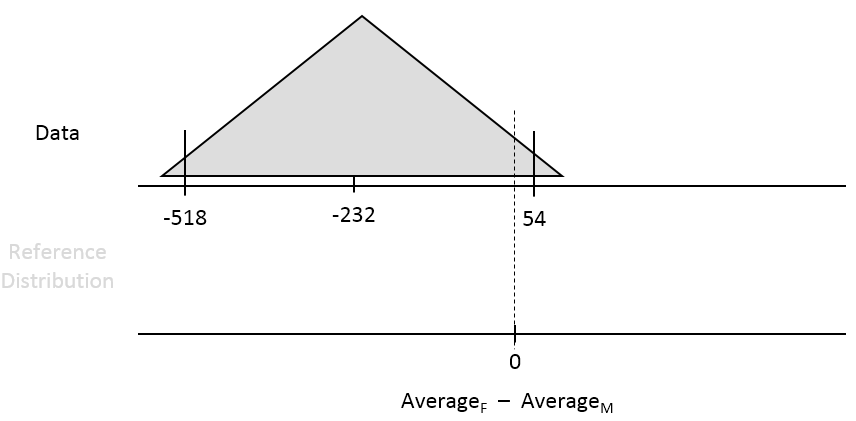 Data
-518 -232 54
Reference
Distribution
0
Average_F – Average_M